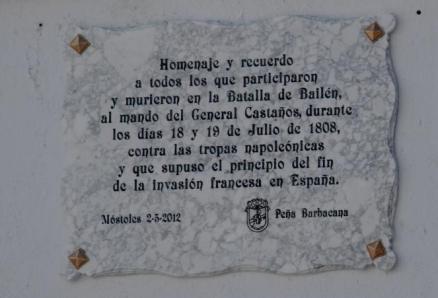 Homenaje y recuerdo
a todos los que participaron
y murieron en la Batalla de Bailén,
al mando del General Castaños, durante
los días 18 y 19 de Julio de 1808,
contra las tropas napoleónicas
y que supuso el principio del fin
de la invasión francesa en España.
Móstoles 2-5-2012 Peña Barbacana